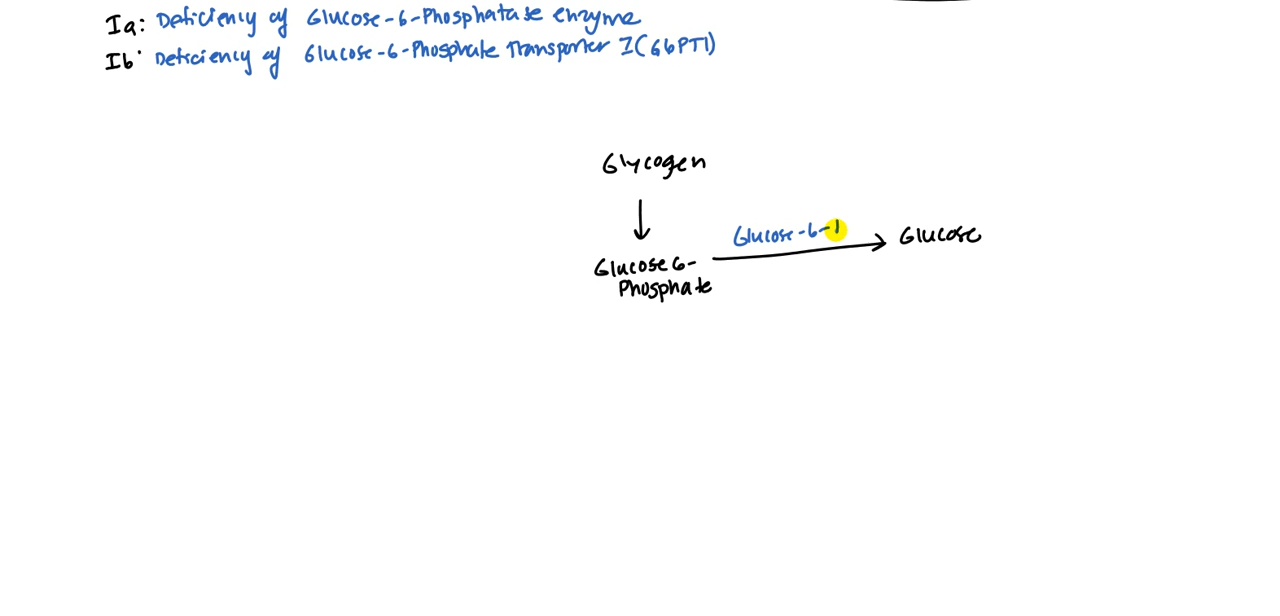 Ia: Deficiency of Glucose-6-Phosphatase enzyme
Ib: Deficiency of Glucose-6-Phosphate Transporter I (G6PT1)
Glycogen
Glucose-6-
Glucose
Glucose 6-
Phosphate